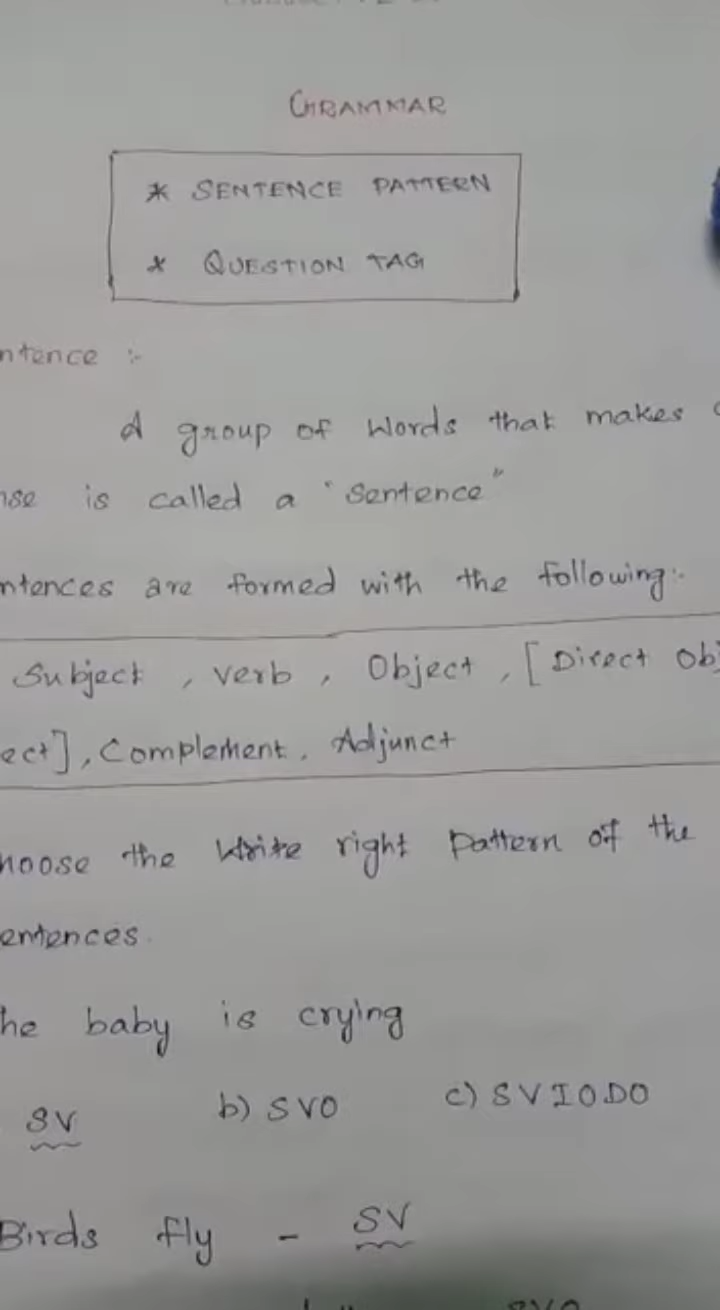 GRAMMAR
* SENTENCE PATTERN
* QUESTION TAG
ntence :-
A group of words that makes
nse is called a "Sentence"
ntences are formed with the following:-
Subject , verb , Object , [Direct Obj
ect], Complement, Adjunct
hoose the Write right Pattern of the
entences.
he baby is crying
SV b) SVO c) SVIODO
Birds fly - SV